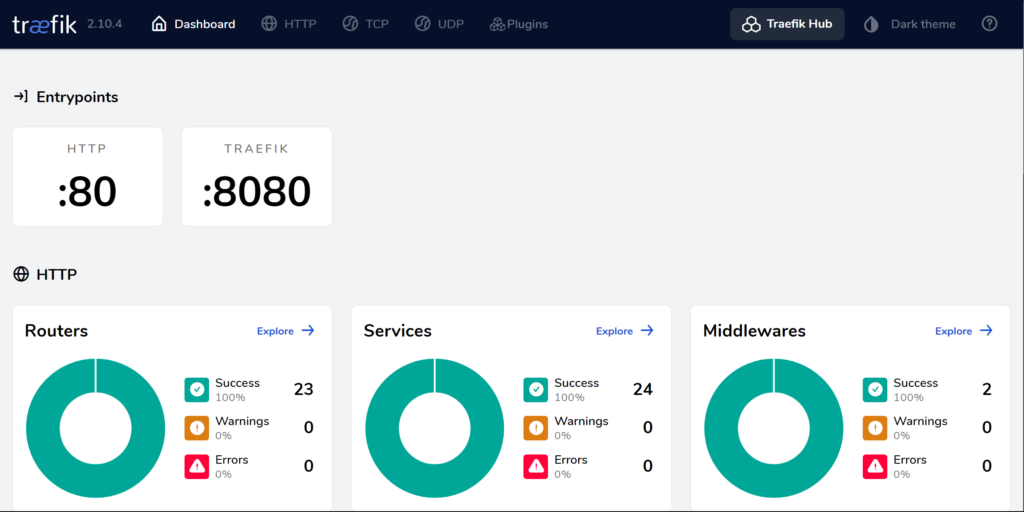 træfik 2.10.4 Dashboard HTTP TCP UDP Plugins Traefik Hub Dark theme
Entrypoints
HTTP
:80
TRAEFIK
:8080
HTTP
Routers Explore
Success 23
100%
Warnings 0
0%
Errors 0
0%
Services Explore
Success 24
100%
Warnings 0
0%
Errors 0
0%
Middlewares Explore
Success 2
100%
Warnings 0
0%
Errors 0
0%